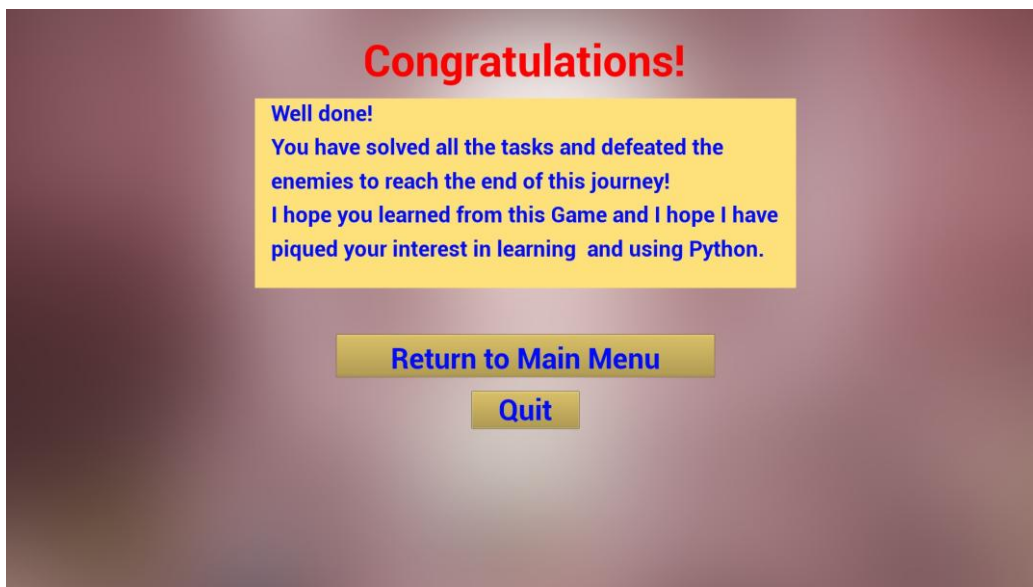 Congratulations!
Well done!
You have solved all the tasks and defeated the
enemies to reach the end of this journey!
I hope you learned from this Game and I hope I have
piqued your interest in learning  and using Python.
Return to Main Menu
Quit